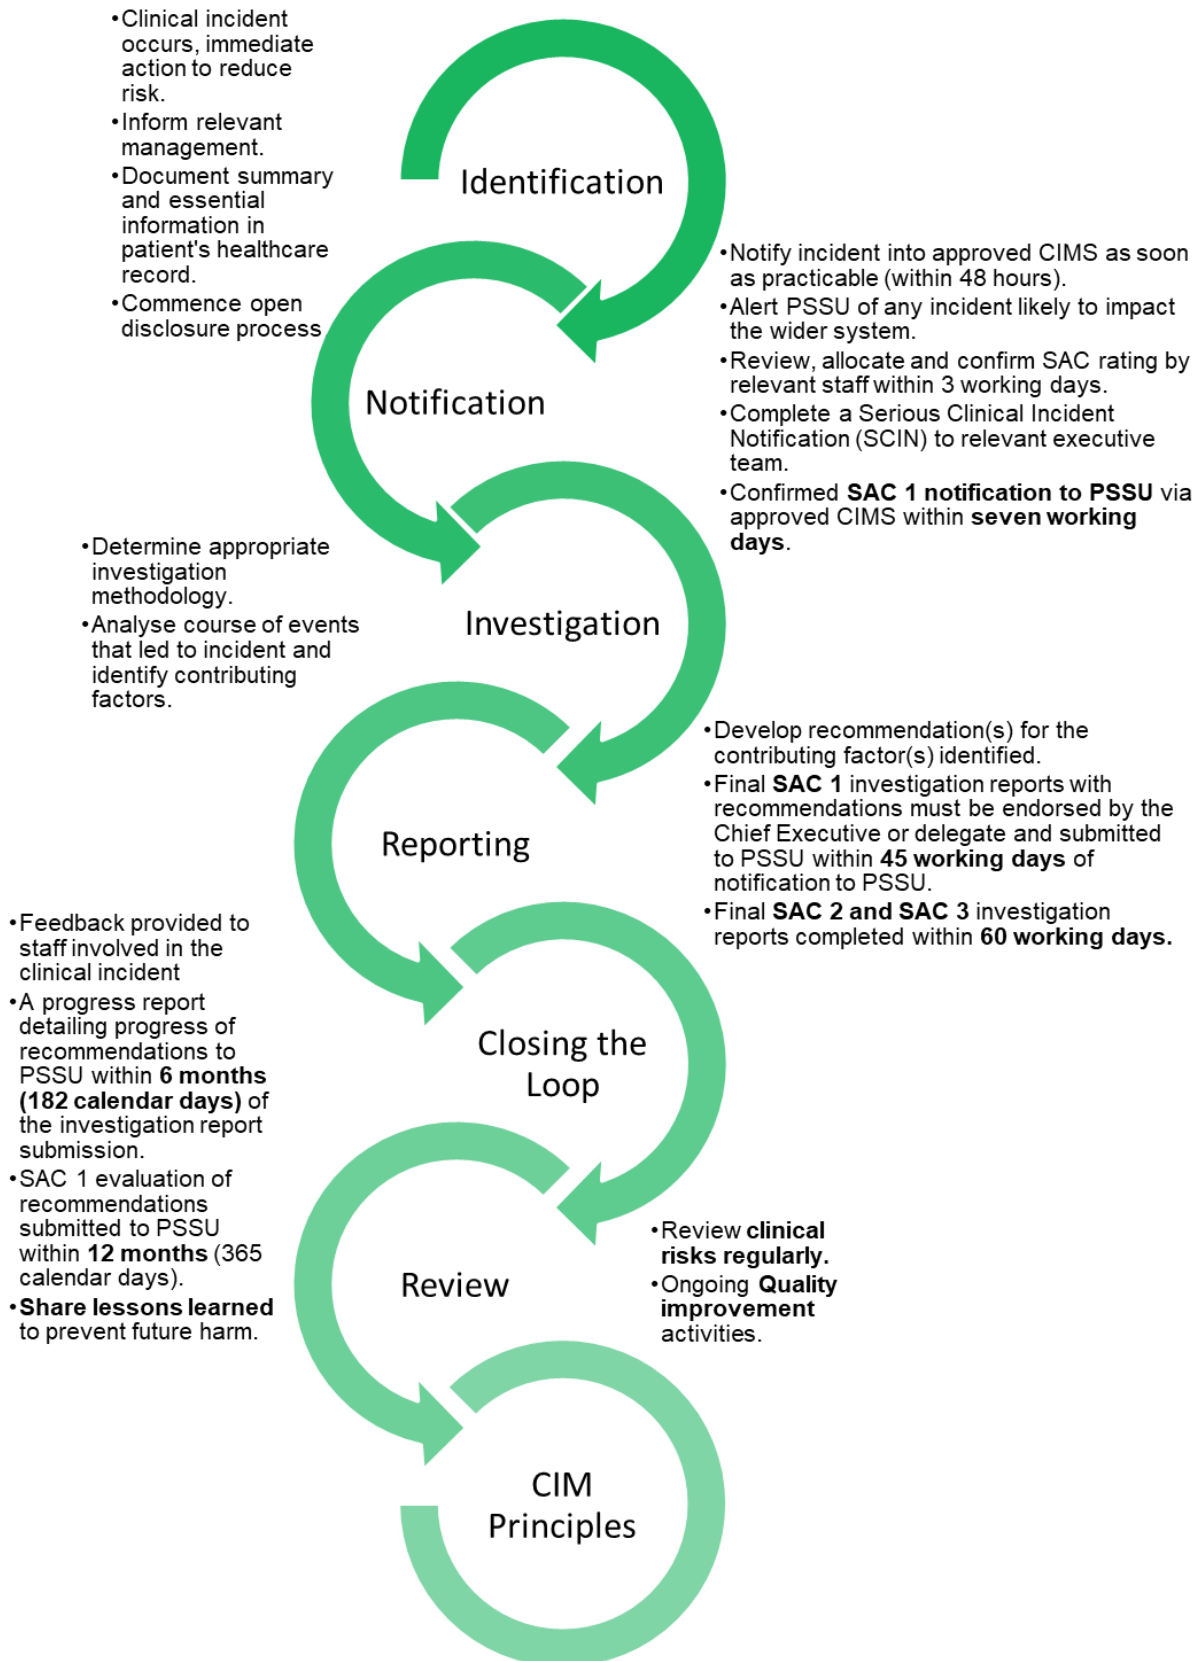 •Clinical incident
occurs, immediate
action to reduce
risk.
•Inform relevant
management.
•Document summary
and essential
information in
patient's healthcare
record.
•Commence open
disclosure process
Identification
•Notify incident into approved CIMS as soon
as practicable (within 48 hours).
•Alert PSSU of any incident likely to impact
the wider system.
•Review, allocate and confirm SAC rating by
relevant staff within 3 working days.
•Complete a Serious Clinical Incident
Notification (SCIN) to relevant executive
team.
•Confirmed SAC 1 notification to PSSU via
approved CIMS within seven working
days.
Notification
•Determine appropriate
investigation
methodology.
•Analyse course of events
that led to incident and
identify contributing
factors.
Investigation
•Develop recommendation(s) for the
contributing factor(s) identified.
•Final SAC 1 investigation reports with
recommendations must be endorsed by the
Chief Executive or delegate and submitted
to PSSU within 45 working days of
notification to PSSU.
•Final SAC 2 and SAC 3 investigation
reports completed within 60 working days.
Reporting
•Feedback provided to
staff involved in the
clinical incident
•A progress report
detailing progress of
recommendations to
PSSU within 6 months
(182 calendar days) of
the investigation report
submission.
•SAC 1 evaluation of
recommendations
submitted to PSSU
within 12 months (365
calendar days).
•Share lessons learned
to prevent future harm.
Closing the
Loop
•Review clinical
risks regularly.
•Ongoing Quality
improvement
activities.
Review
CIM
Principles